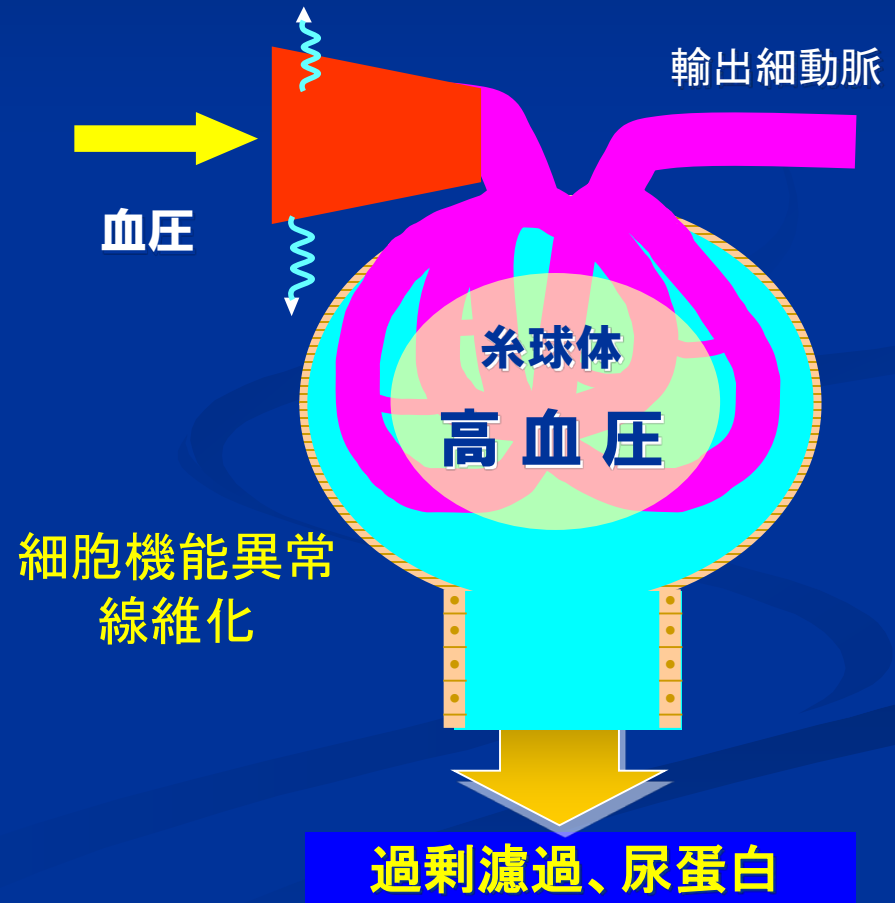 輸出細動脈
血圧
糸球体
高血圧
細胞機能異常
線維化
過剰濾過、尿蛋白